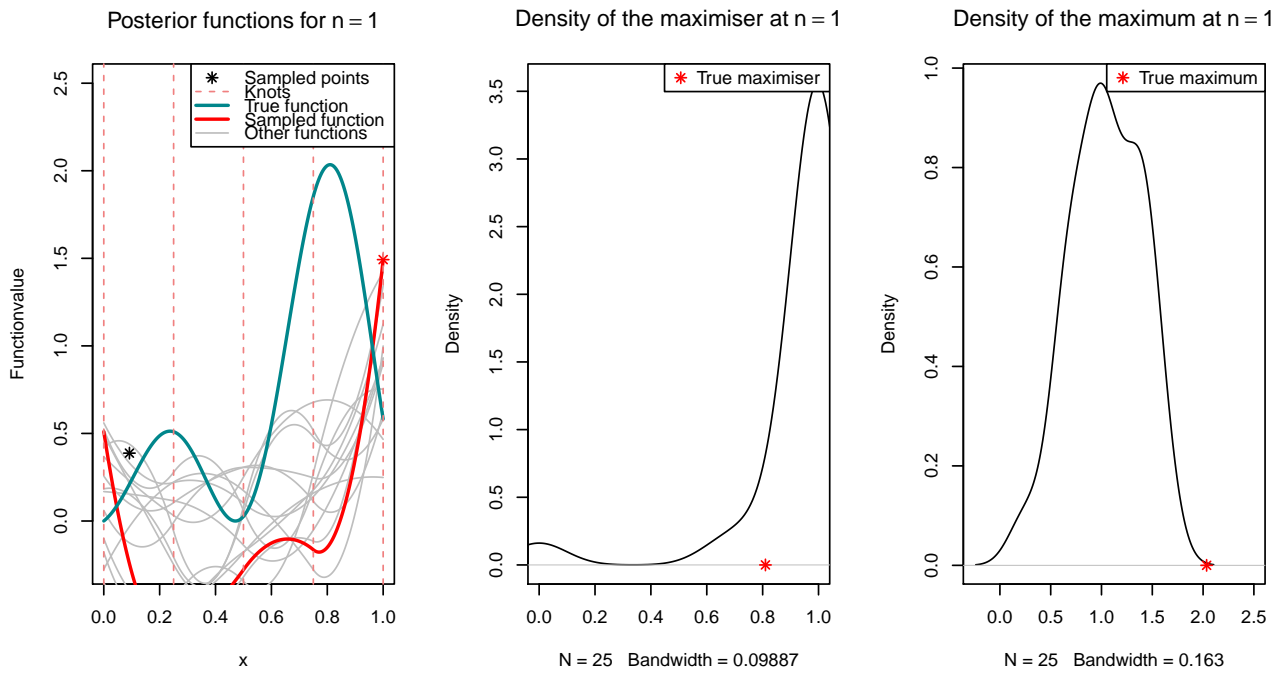 Posterior functions for n = 1
2.5
2.0
1.5
1.0
0.5
0.0
Functionvalue
0.0 0.2 0.4 0.6 0.8 1.0
x
Sampled points
Knots
True function
Sampled function
Other functions
Density of the maximiser at n = 1
3.5
3.0
2.5
2.0
1.5
1.0
0.5
0.0
Density
0.0 0.2 0.4 0.6 0.8 1.0
N = 25 Bandwidth = 0.09887
True maximiser
Density of the maximum at n = 1
1.0
0.8
0.6
0.4
0.2
0.0
Density
0.0 0.5 1.0 1.5 2.0 2.5
N = 25 Bandwidth = 0.163
True maximum